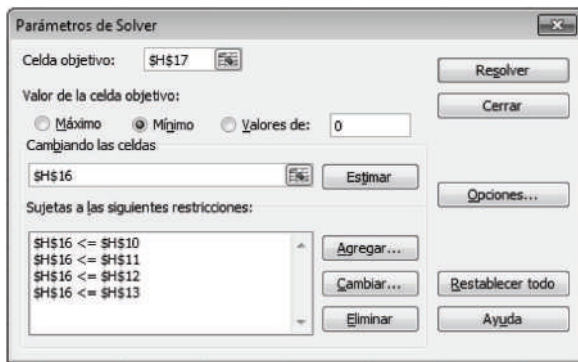 Parámetros de Solver
Celda objetivo: $H$17
Resolver
Valor de la celda objetivo:
Cerrar
Máximo Mínimo Valores de: 0
Cambiando las celdas
$H$16 Estimar
Opciones...
Sujetas a las siguientes restricciones:
$H$16 <= $H$10
$H$16 <= $H$11
$H$16 <= $H$12
$H$16 <= $H$13
Agregar...
Cambiar... Restablecer todo
Eliminar Ayuda